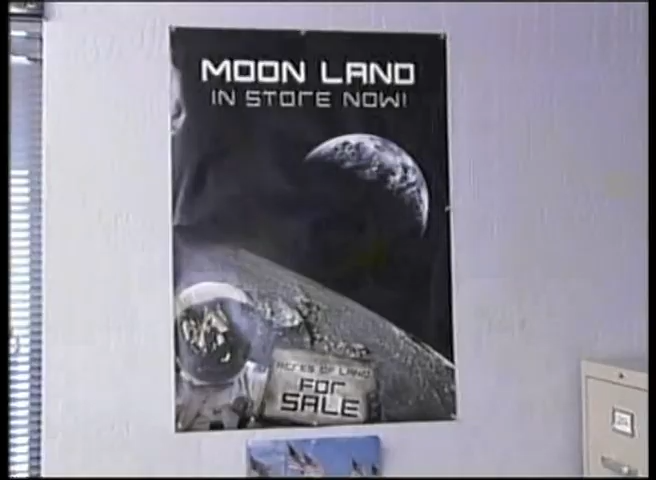 MOON LAND
IN STORE NOW!
ACRES OF LAND
FOR
SALE